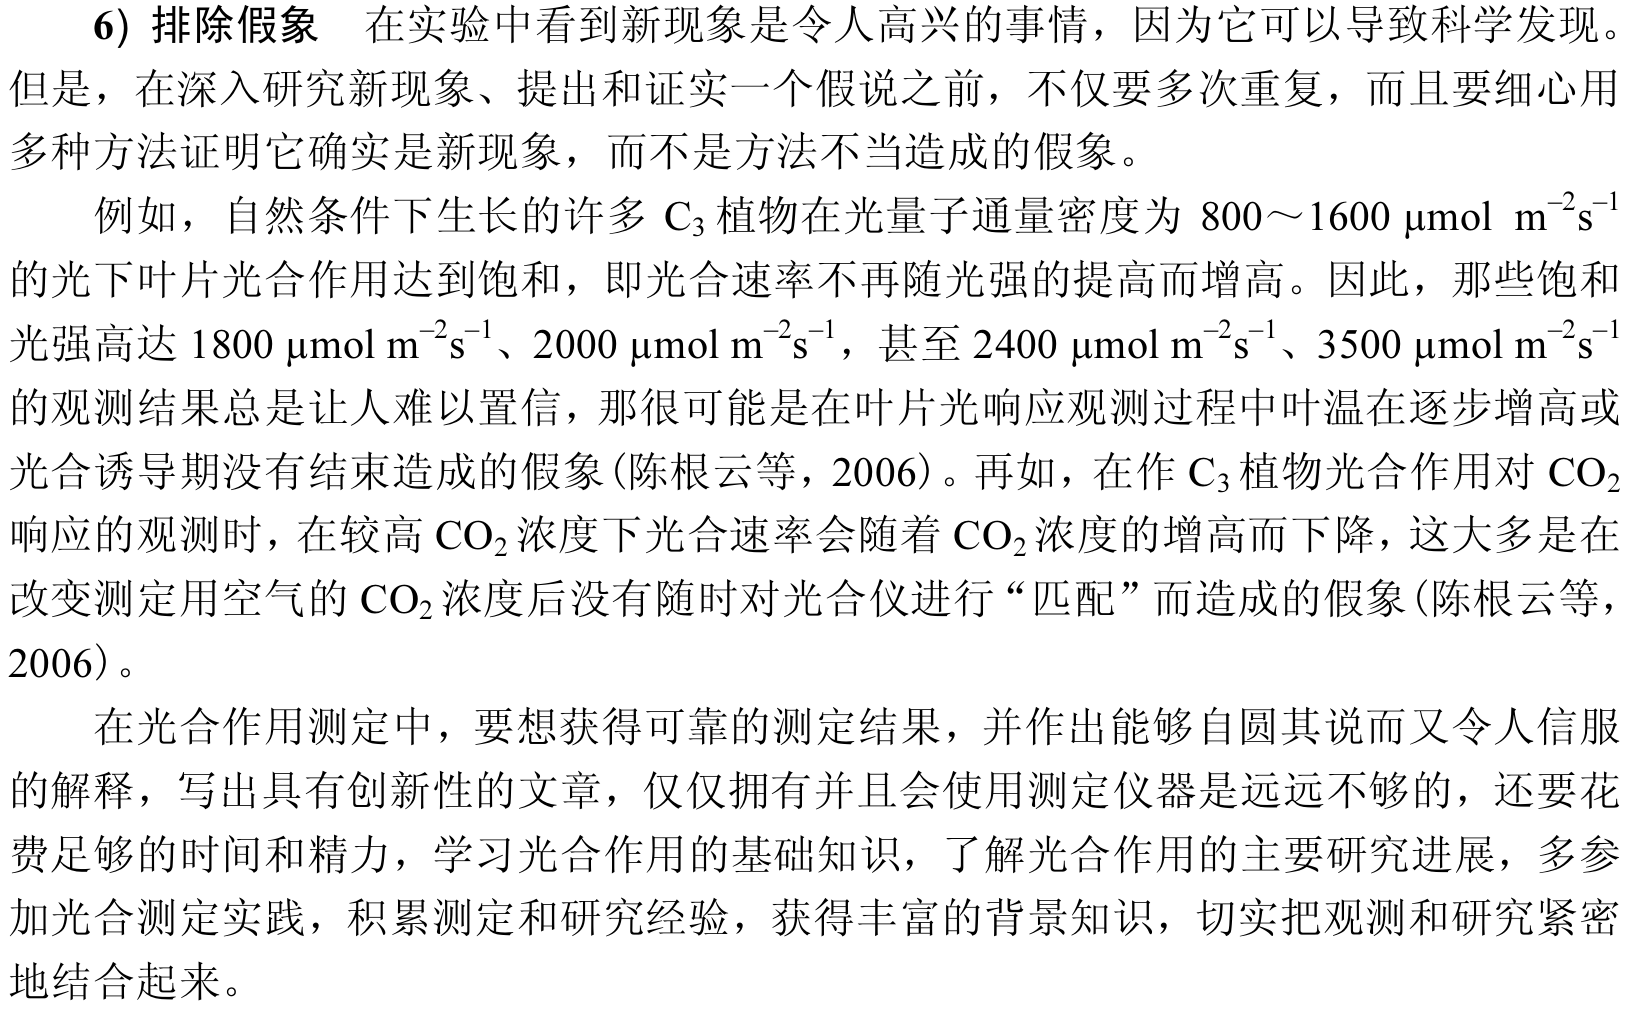 6) 排除假象　在实验中看到新现象是令人高兴的事情，因为它可以导致科学发现。
但是，在深入研究新现象、提出和证实一个假说之前，不仅要多次重复，而且要细心用
多种方法证明它确实是新现象，而不是方法不当造成的假象。
例如，自然条件下生长的许多 C₃ 植物在光量子通量密度为 800～1600 μmol m⁻²s⁻¹
的光下叶片光合作用达到饱和，即光合速率不再随光强的提高而增高。因此，那些饱和
光强高达 1800 μmol m⁻²s⁻¹、2000 μmol m⁻²s⁻¹，甚至 2400 μmol m⁻²s⁻¹、3500 μmol m⁻²s⁻¹
的观测结果总是让人难以置信，那很可能是在叶片光响应观测过程中叶温在逐步增高或
光合诱导期没有结束造成的假象(陈根云等，2006)。再如，在作 C₃ 植物光合作用对 CO₂
响应的观测时，在较高 CO₂ 浓度下光合速率会随着 CO₂ 浓度的增高而下降，这大多是在
改变测定用空气的 CO₂ 浓度后没有随时对光合仪进行“匹配”而造成的假象(陈根云等，
2006)。
在光合作用测定中，要想获得可靠的测定结果，并作出能够自圆其说而又令人信服
的解释，写出具有创新性的文章，仅仅拥有并且会使用测定仪器是远远不够的，还要花
费足够的时间和精力，学习光合作用的基础知识，了解光合作用的主要研究进展，多参
加光合测定实践，积累测定和研究经验，获得丰富的背景知识，切实把观测和研究紧密
地结合起来。